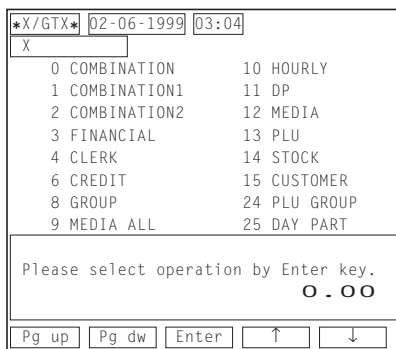 *X/GTX* 02-06-1999 03:04
X
0 COMBINATION 10 HOURLY
1 COMBINATION1 11 DP
2 COMBINATION2 12 MEDIA
3 FINANCIAL 13 PLU
4 CLERK 14 STOCK
6 CREDIT 15 CUSTOMER
8 GROUP 24 PLU GROUP
9 MEDIA ALL 25 DAY PART
Please select operation by Enter key.
0.00
Pg up Pg dw Enter ↑ ↓